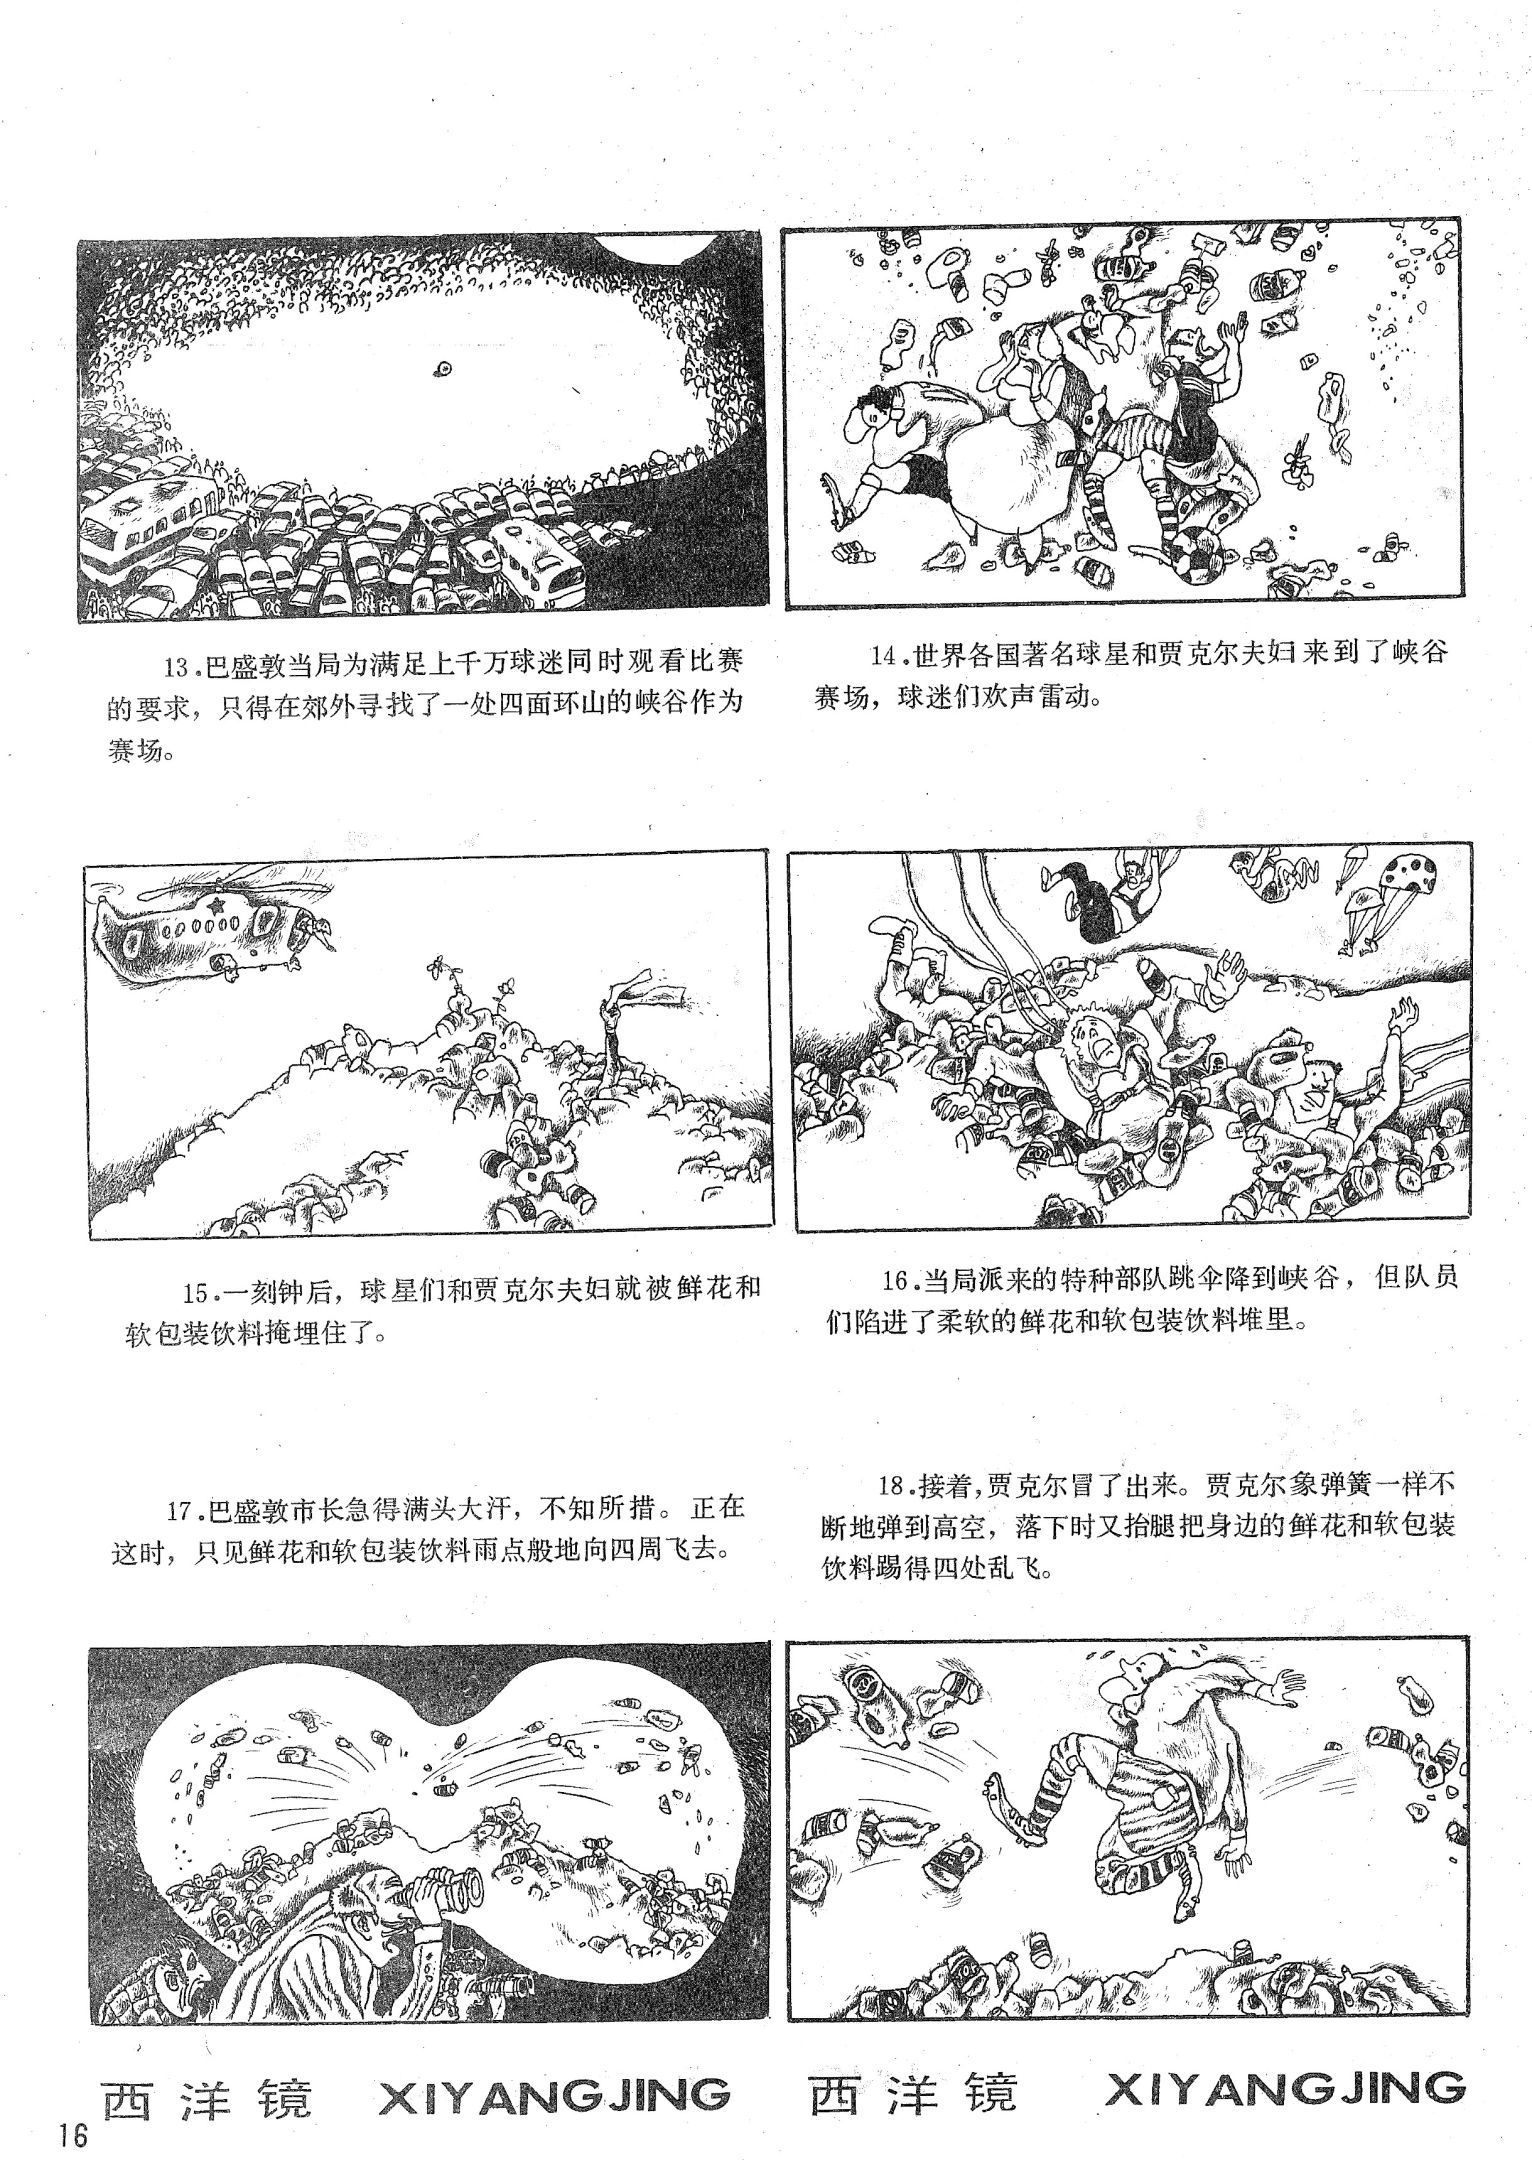 13.巴盛敦当局为满足上千万球迷同时观看比赛
的要求，只得在郊外寻找了一处四面环山的峡谷作为
赛场。
14.世界各国著名球星和贾克尔夫妇来到了峡谷
赛场，球迷们欢声雷动。
15.一刻钟后，球星们和贾克尔夫妇就被鲜花和
软包装饮料掩埋住了。
16.当局派来的特种部队跳伞降到峡谷，但队员
们陷进了柔软的鲜花和软包装饮料堆里。
17.巴盛敦市长急得满头大汗，不知所措。正在
这时，只见鲜花和软包装饮料雨点般地向四周飞去。
18.接着，贾克尔冒了出来。贾克尔象弹簧一样不
断地弹到高空，落下时又抬腿把身边的鲜花和软包装
饮料踢得四处乱飞。
西洋镜 XIYANGJING 西洋镜 XIYANGJING
16